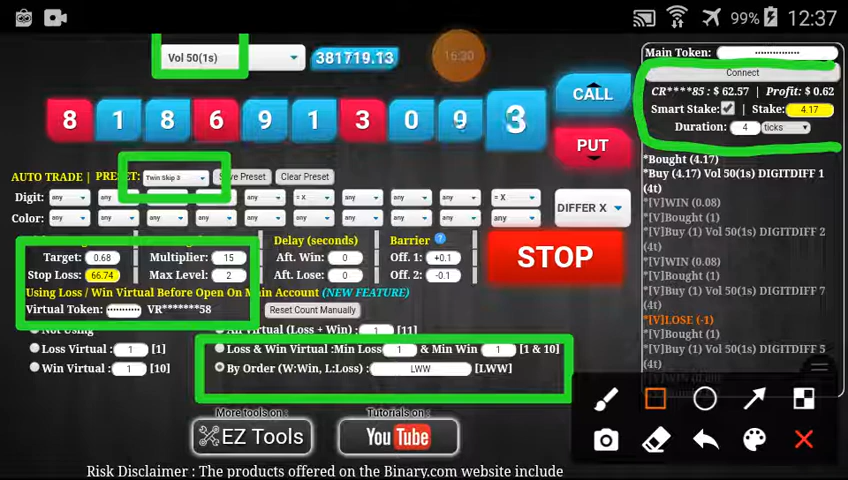 99% 12:37
Vol 50(1s) 381719.13 16:30
Main Token: ••••••••••••••••
Connect
CR****85 : $ 62.57 | Profit: $ 0.62
Smart Stake: | Stake: 4.17
Duration: 4 ticks
8 1 8 6 9 1 3 0 9 3
CALL
PUT
AUTO TRADE | PRESET: Twin Skip 3 Save Preset Clear Preset
Digit: any any any any any = X any any any = X
Color: any any any any any any any any any any
DIFFER X
Target: 0.68 Multiplier: 15
Stop Loss: 66.74 Max Level: 2
Delay (seconds)
Aft. Win: 0
Aft. Lose: 0
Barrier ?
Off. 1: +0.1
Off. 2: -0.1
STOP
Using Loss / Win Virtual Before Open On Main Account (NEW FEATURE)
Virtual Token: •••••••••• VR*******58 Reset Count Manually
Not Using All Virtual (Loss + Win) : 1 [11]
Loss Virtual : 1 [1] Loss & Win Virtual :Min Loss 1 & Min Win 1 [1 & 10]
Win Virtual : 1 [10] By Order (W:Win, L:Loss) : LWW [LWW]
*Bought (4.17)
*Buy (4.17) Vol 50(1s) DIGITDIFF 1
(4t)
*[V]WIN (0.08)
*[V]Bought (1)
*[V]Buy (1) Vol 50(1s) DIGITDIFF 2
(4t)
*[V]WIN (0.08)
*[V]Bought (1)
*[V]Buy (1) Vol 50(1s) DIGITDIFF 7
(4t)
*[V]LOSE (-1)
*[V]Bought (1)
*[V]Buy (1) Vol 50(1s) DIGITDIFF 5
(4t)
*[V]WIN (0.08)
More tools on :
EZ Tools
Tutorials on :
YouTube
Risk Disclaimer : The products offered on the Binary.com website include